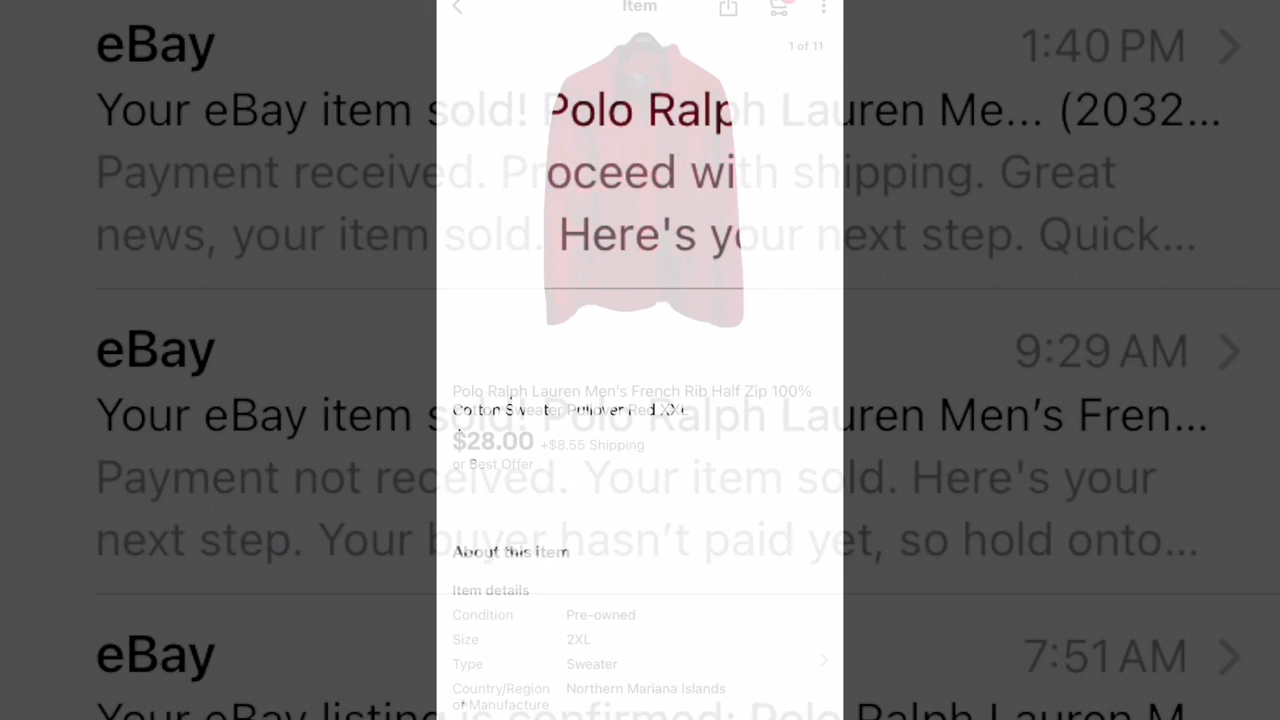 Item
1 of 11
eBay
1:40 PM
Your eBay item sold! Polo Ralph Lauren Me... (2032...
Payment received. Proceed with shipping. Great
news, your item sold. Here's your next step. Quick...
eBay
9:29 AM
Polo Ralph Lauren Men's French Rib Half Zip 100%
Cotton Sweater Pullover Red XXL
Your eBay item sold! Polo Ralph Lauren Men’s Fren...
$28.00 +$8.55 Shipping
or Best Offer
Payment not received. Your item sold. Here's your
next step. Your buyer hasn’t paid yet, so hold onto...
About this item
Item details
Condition Pre-owned
Size 2XL
eBay
7:51 AM
Type Sweater
Country/Region Northern Mariana Islands
of Manufacture
Your eBay listing is confirmed: Polo Ralph Lauren